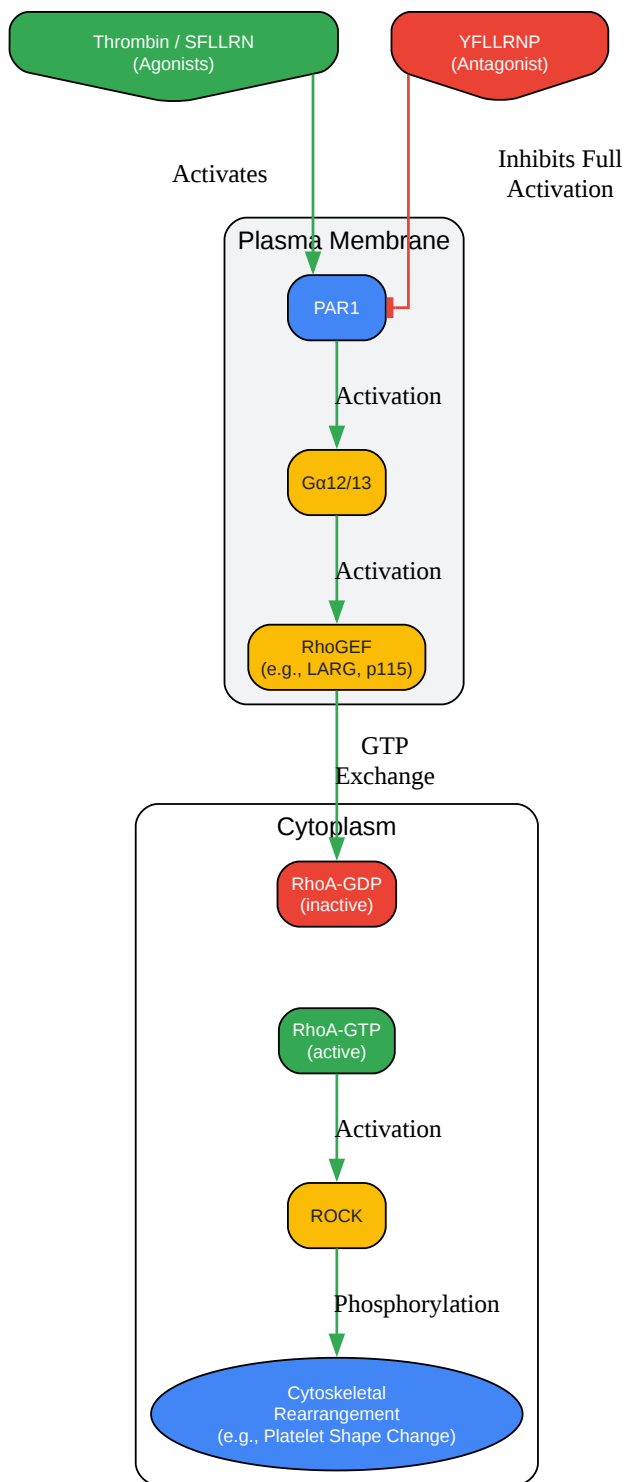 Thrombin / SFLLRN
(Agonists)
YFLLRNP
(Antagonist)
Activates
Inhibits Full
Activation
Plasma Membrane
PAR1
Activation
Gα12/13
Activation
RhoGEF
(e.g., LARG, p115)
GTP
Exchange
Cytoplasm
RhoA-GDP
(inactive)
RhoA-GTP
(active)
Activation
ROCK
Phosphorylation
Cytoskeletal
Rearrangement
(e.g., Platelet Shape Change)